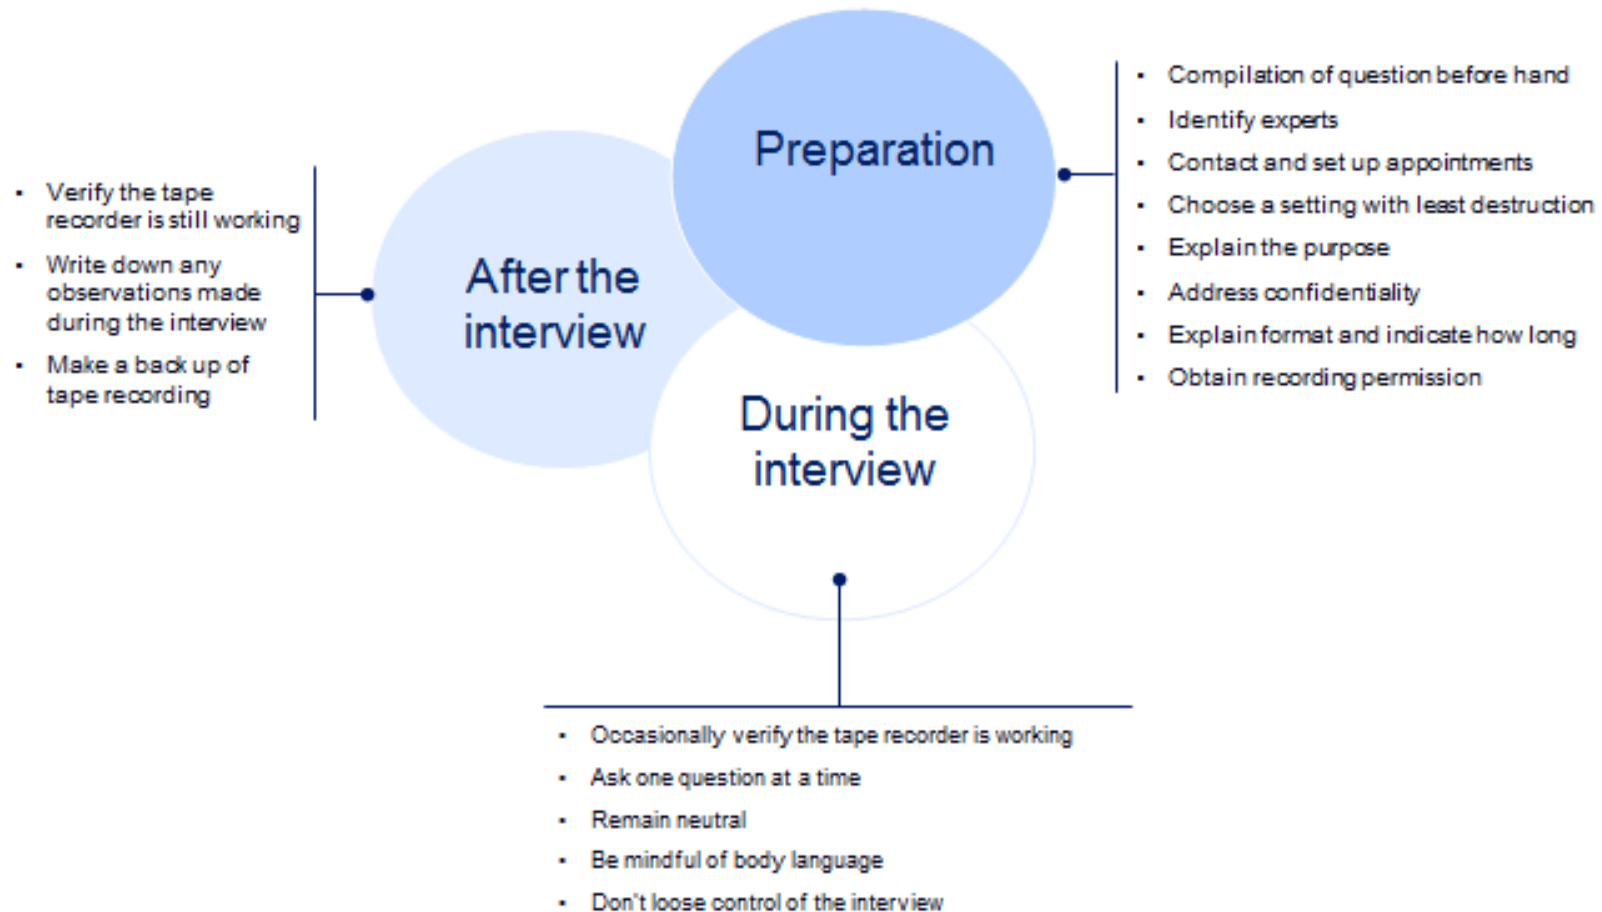 Preparation
▪ Compilation of question before hand
▪ Identify experts
▪ Contact and set up appointments
▪ Choose a setting with least destruction
▪ Explain the purpose
▪ Address confidentiality
▪ Explain format and indicate how long
▪ Obtain recording permission
After the
interview
▪ Verify the tape
recorder is still working
▪ Write down any
observations made
during the interview
▪ Make a back up of
tape recording
During the
interview
▪ Occasionally verify the tape recorder is working
▪ Ask one question at a time
▪ Remain neutral
▪ Be mindful of body language
▪ Don't loose control of the interview